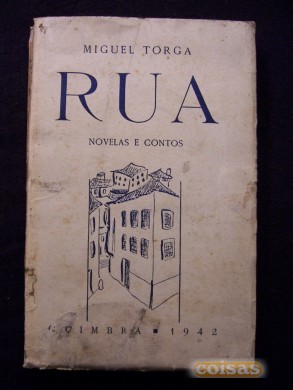 MIGUEL TORGA
RUA
NOVELAS E CONTOS
COIMBRA ▪ 1942
coisas